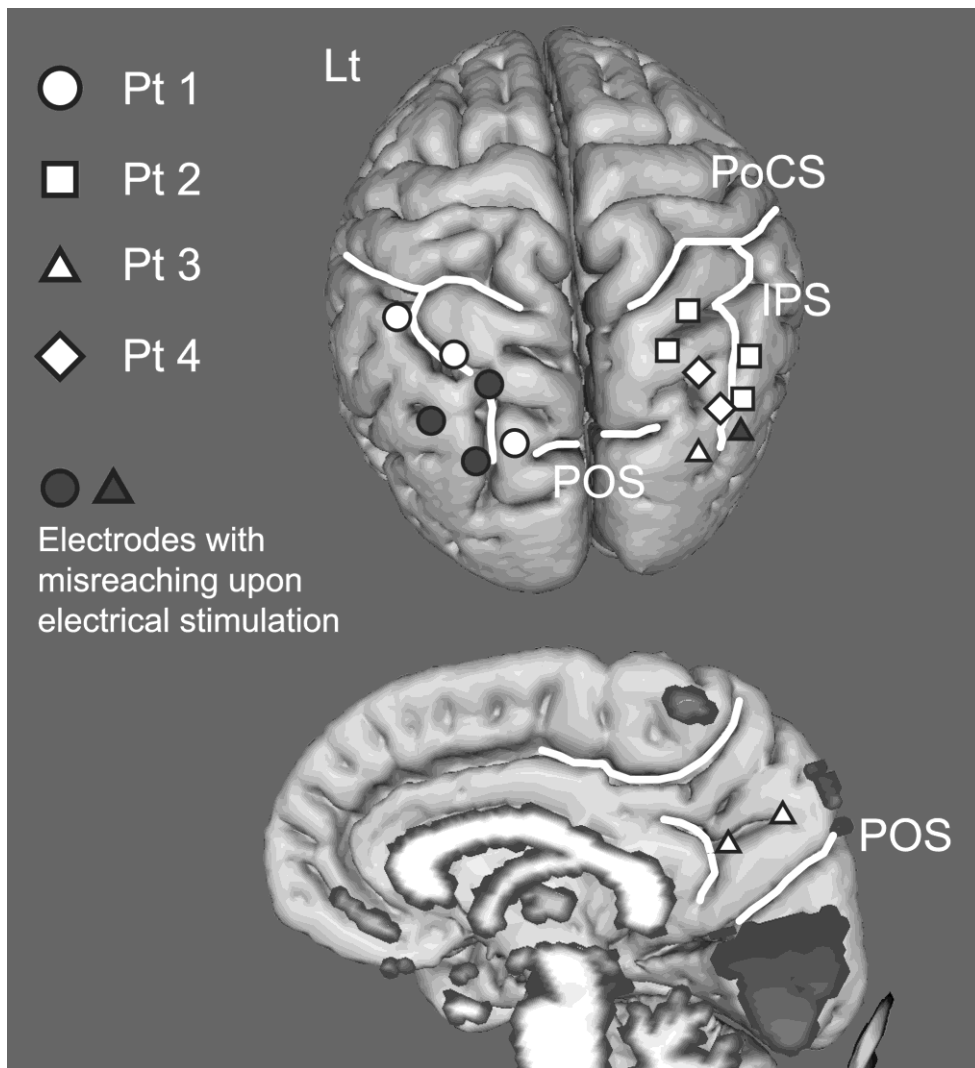 Lt
Pt 1
Pt 2
Pt 3
Pt 4
PoCS
IPS
POS
Electrodes with
misreaching upon
electrical stimulation
POS